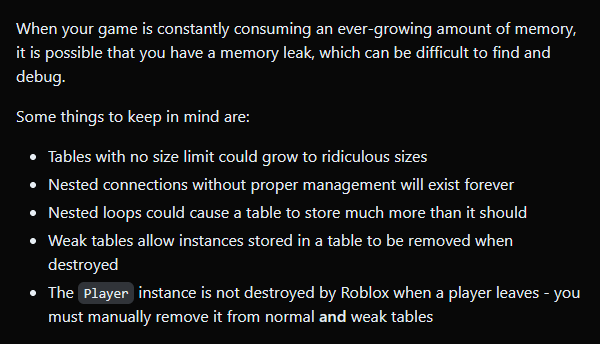 When your game is constantly consuming an ever-growing amount of memory,
it is possible that you have a memory leak, which can be difficult to find and
debug.
Some things to keep in mind are:
• Tables with no size limit could grow to ridiculous sizes
• Nested connections without proper management will exist forever
• Nested loops could cause a table to store much more than it should
• Weak tables allow instances stored in a table to be removed when
destroyed
• The Player instance is not destroyed by Roblox when a player leaves - you
must manually remove it from normal and weak tables